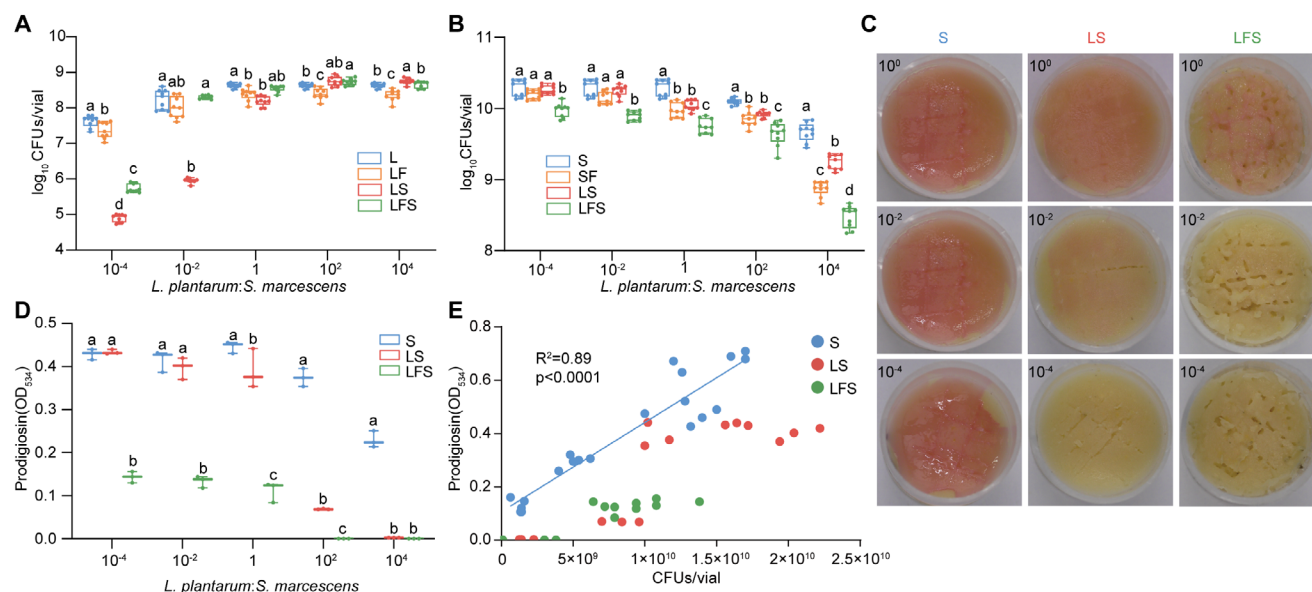 A
10
9
8
7
6
5
4
log₁₀CFUs/vial
a
b
d
c
a
ab
b
a
a
b
b
ab
b
c
a
a
b
c
a
b
L
LF
LS
LFS
10⁻⁴
10⁻²
1
10²
10⁴
L. plantarum:S. marcescens
B
11
10
9
8
log₁₀CFUs/vial
a
a
a
b
a
a
a
b
a
b
b
c
a
b
b
c
a
c
b
d
S
SF
LS
LFS
10⁻⁴
10⁻²
1
10²
10⁴
L. plantarum:S. marcescens
C
S
LS
LFS
10⁰
10⁰
10⁰
10⁻²
10⁻²
10⁻²
10⁻⁴
10⁻⁴
10⁻⁴
D
0.5
0.4
0.3
0.2
0.1
0.0
Prodigiosin(OD₅₃₄)
a
a
b
a
a
b
a
b
c
a
b
c
a
b
b
S
LS
LFS
10⁻⁴
10⁻²
1
10²
10⁴
L. plantarum:S. marcescens
E
0.8
0.6
0.4
0.2
0.0
Prodigiosin(OD₅₃₄)
R²=0.89
p<0.0001
S
LS
LFS
0
5×10⁹
1×10¹⁰
1.5×10¹⁰
2.0×10¹⁰
2.5×10¹⁰
CFUs/vial